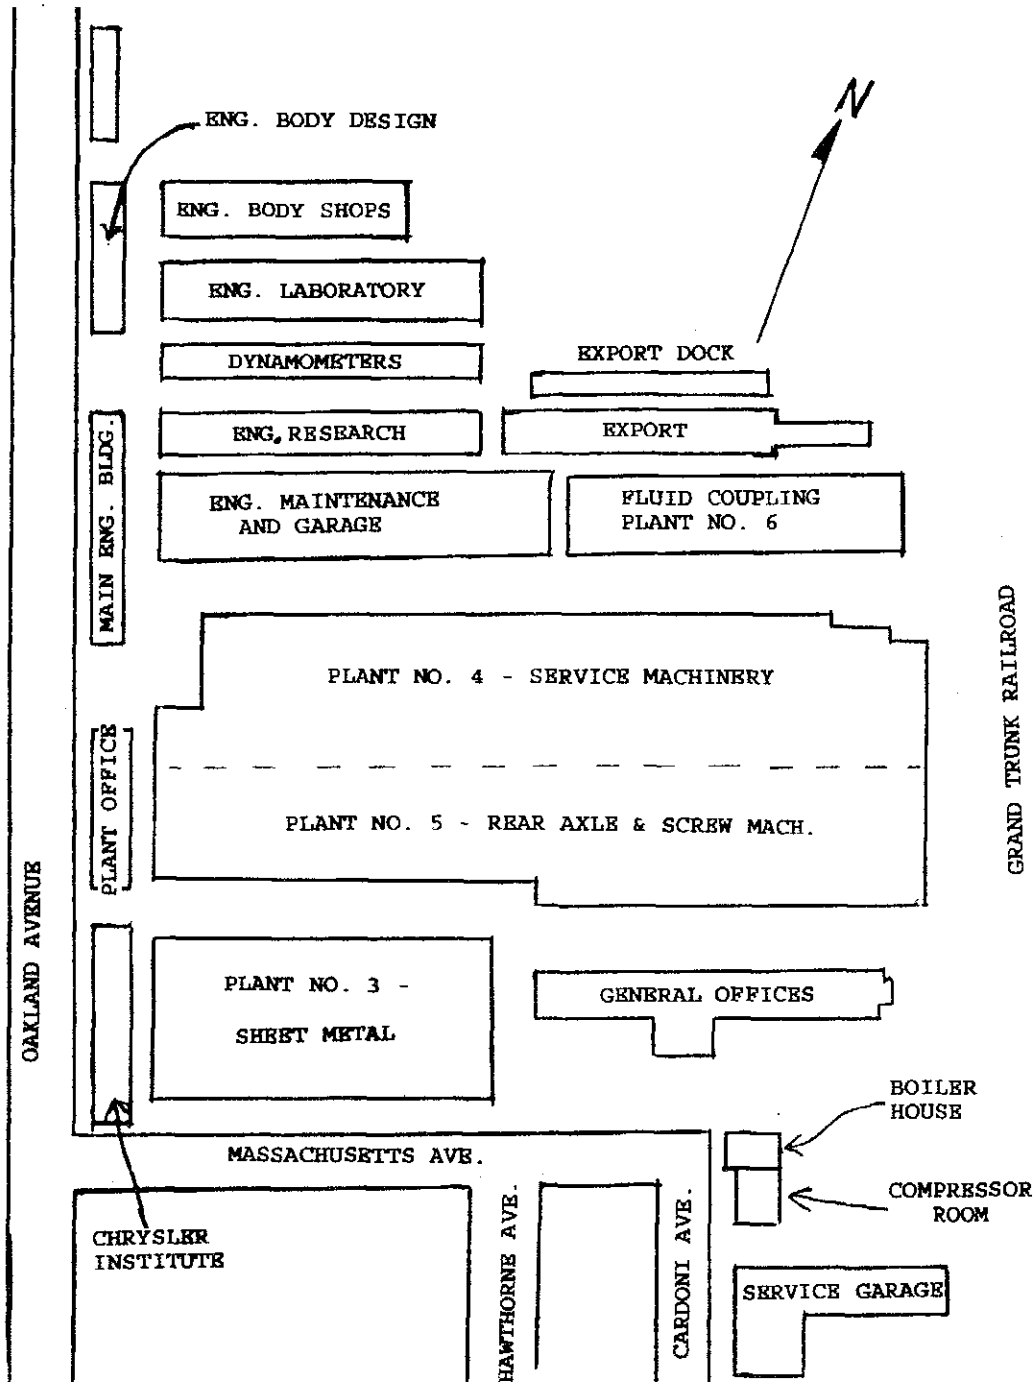 N
ENG. BODY DESIGN
ENG. BODY SHOPS
ENG. LABORATORY
DYNAMOMETERS
EXPORT DOCK
ENG. RESEARCH
EXPORT
MAIN ENG. BLDG.
ENG. MAINTENANCE
AND GARAGE
FLUID COUPLING
PLANT NO. 6
PLANT NO. 4 - SERVICE MACHINERY
GRAND TRUNK RAILROAD
PLANT OFFICE
PLANT NO. 5 - REAR AXLE & SCREW MACH.
OAKLAND AVENUE
PLANT NO. 3 -
SHEET METAL
GENERAL OFFICES
BOILER
HOUSE
MASSACHUSETTS AVE.
COMPRESSOR
ROOM
CHRYSLER
INSTITUTE
HAWTHORNE AVE.
CARDONI AVE.
SERVICE GARAGE